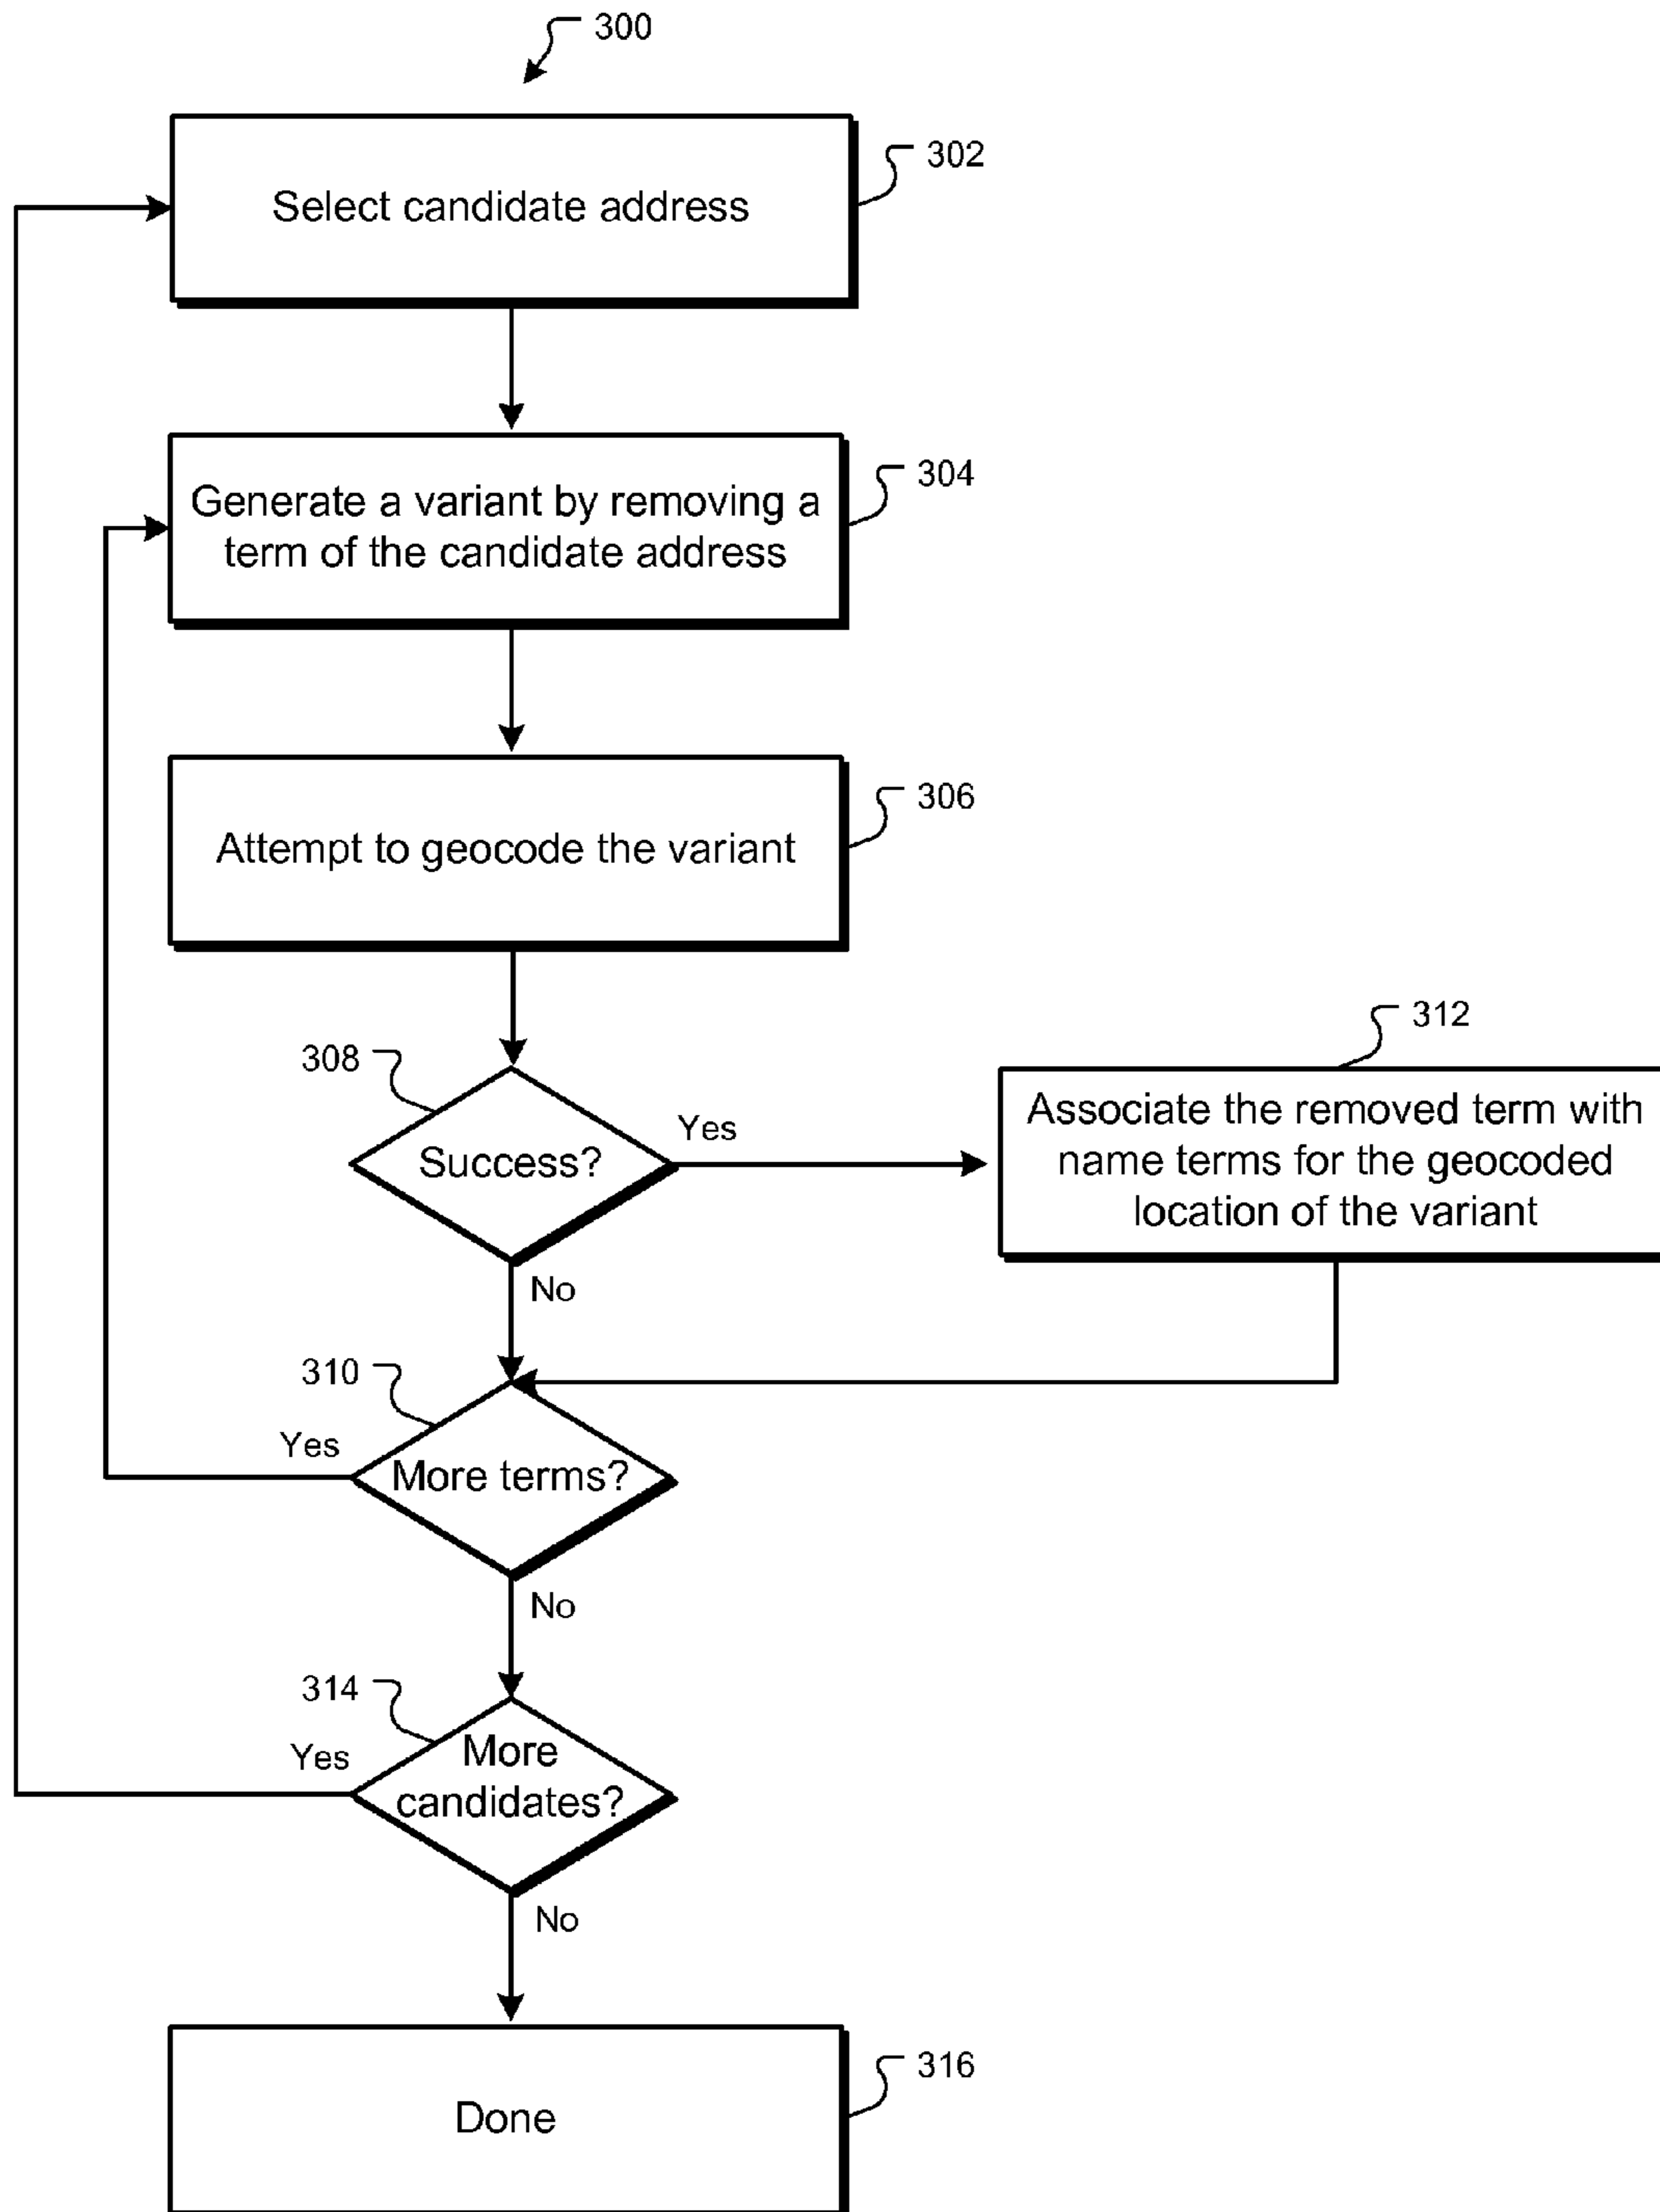 300
302
Select candidate address
304
Generate a variant by removing a
term of the candidate address
306
Attempt to geocode the variant
312
308
Success?
Yes
Associate the removed term with
name terms for the geocoded
location of the variant
No
310
Yes
More terms?
No
314
Yes
More
candidates?
No
316
Done